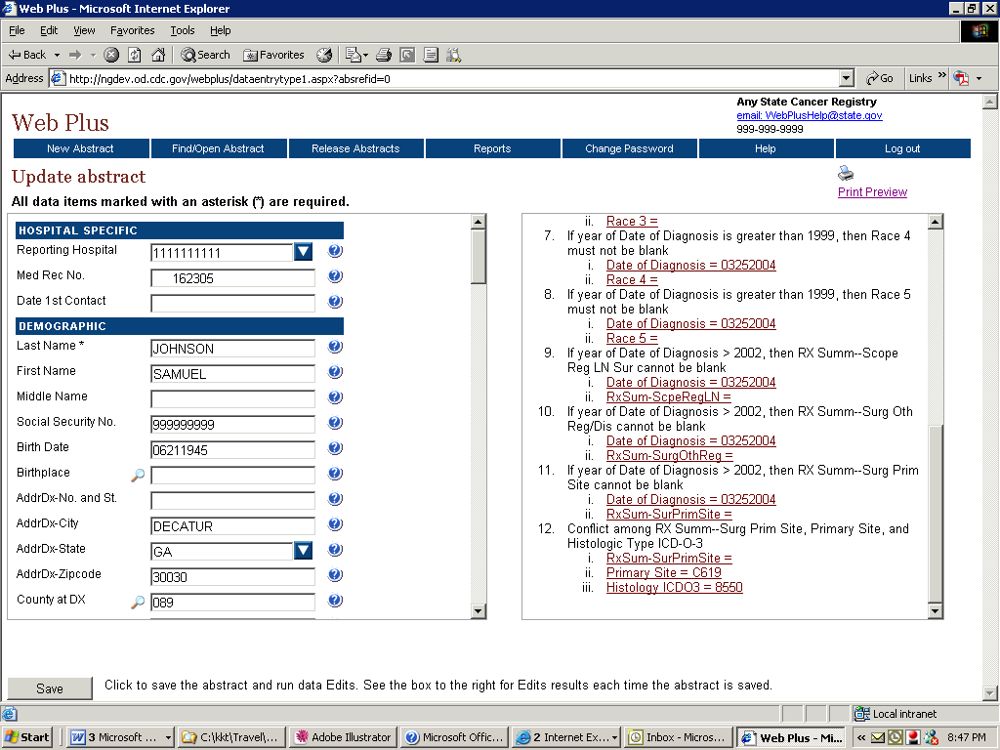 Web Plus - Microsoft Internet Explorer
File Edit View Favorites Tools Help
Back Search Favorites
Address http://ngdev.od.cdc.gov/webplus/dataentrytype1.aspx?absrefid=0 Go Links »
Any State Cancer Registry
email: WebPlusHelp@state.gov
999-999-9999
Web Plus
New Abstract Find/Open Abstract Release Abstracts Reports Change Password Help Log out
Update abstract
Print Preview
All data items marked with an asterisk (*) are required.
HOSPITAL SPECIFIC
Reporting Hospital 1111111111
Med Rec No. 162305
Date 1st Contact
DEMOGRAPHIC
Last Name * JOHNSON
First Name SAMUEL
Middle Name
Social Security No. 999999999
Birth Date 06211945
Birthplace
AddrDx-No. and St.
AddrDx-City DECATUR
AddrDx-State GA
AddrDx-Zipcode 30030
County at DX 089
ii. Race 3 =
7. If year of Date of Diagnosis is greater than 1999, then Race 4
must not be blank
i. Date of Diagnosis = 03252004
ii. Race 4 =
8. If year of Date of Diagnosis is greater than 1999, then Race 5
must not be blank
i. Date of Diagnosis = 03252004
ii. Race 5 =
9. If year of Date of Diagnosis > 2002, then RX Summ--Scope
Reg LN Sur cannot be blank
i. Date of Diagnosis = 03252004
ii. RxSum-ScpeRegLN =
10. If year of Date of Diagnosis > 2002, then RX Summ--Surg Oth
Reg/Dis cannot be blank
i. Date of Diagnosis = 03252004
ii. RxSum-SurgOthReg =
11. If year of Date of Diagnosis > 2002, then RX Summ--Surg Prim
Site cannot be blank
i. Date of Diagnosis = 03252004
ii. RxSum-SurPrimSite =
12. Conflict among RX Summ--Surg Prim Site, Primary Site, and
Histologic Type ICD-O-3
i. RxSum-SurPrimSite =
ii. Primary Site = C619
iii. Histology ICDO3 = 8550
Save Click to save the abstract and run data Edits. See the box to the right for Edits results each time the abstract is saved.
Local intranet
Start 3 Microsoft ... C:\kkt\Travel\... Adobe Illustrator Microsoft Offic... 2 Internet Ex... Inbox - Micros... Web Plus - Mi... « 8:47 PM